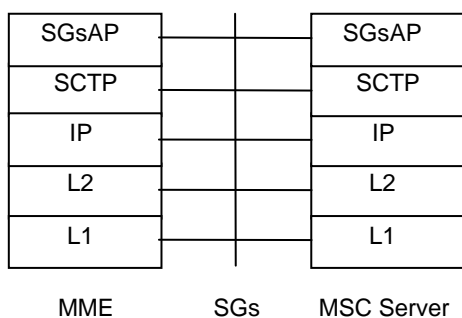 SGsAP SGsAP
SCTP SCTP
IP IP
L2 L2
L1 L1
MME SGs MSC Server